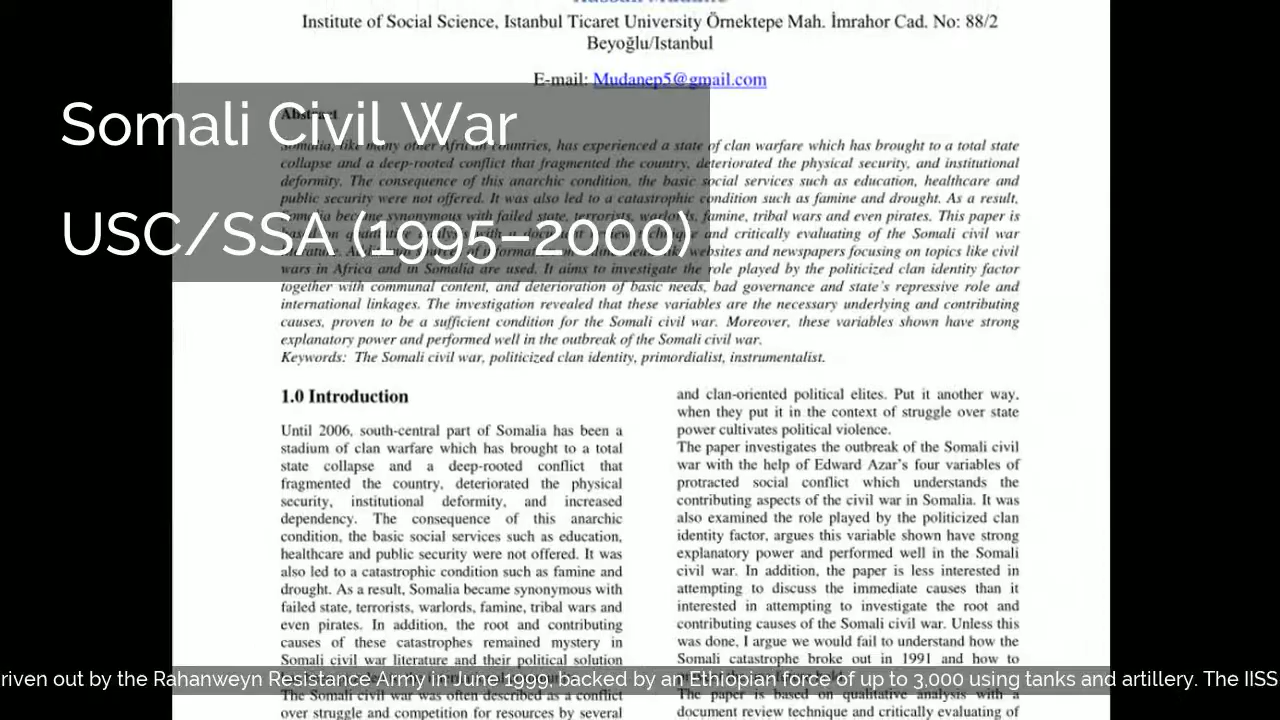 Institute of Social Science, Istanbul Ticaret University Örnektepe Mah. İmrahor Cad. No: 88/2
Beyoğlu/Istanbul
E-mail: Mudanep5@gmail.com
Abstract
Somali Civil War
USC/SSA (1995–2000)
Somalia, like many other African countries, has experienced a state of clan warfare which has brought to a total state
collapse and a deep-rooted conflict that fragmented the country, deteriorated the physical security, and institutional
deformity. The consequence of this anarchic condition, the basic social services such as education, healthcare and
public security were not offered. It was also led to a catastrophic condition such as famine and drought. As a result,
Somalia become synonymous with failed state, terrorists, warlords, famine, tribal wars and even pirates. This paper is
and critically evaluating of the Somali civil war
websites and newspapers focusing on topics like civil
wars in Africa and in Somalia are used. It aims to investigate the role played by the politicized clan identity factor
together with communal content, and deterioration of basic needs, bad governance and state's repressive role and
international linkages. The investigation revealed that these variables are the necessary underlying and contributing
causes, proven to be a sufficient condition for the Somali civil war. Moreover, these variables shown have strong
explanatory power and performed well in the outbreak of the Somali civil war.
Keywords: The Somali civil war, politicized clan identity, primordialist, instrumentalist.
1.0 Introduction
Until 2006, south-central part of Somalia has been a
stadium of clan warfare which has brought to a total
state collapse and a deep-rooted conflict that
fragmented the country, deteriorated the physical
security, institutional deformity, and increased
dependency. The consequence of this anarchic
condition, the basic social services such as education,
healthcare and public security were not offered. It was
also led to a catastrophic condition such as famine and
drought. As a result, Somalia became synonymous with
failed state, terrorists, warlords, famine, tribal wars and
even pirates. In addition, the root and contributing
causes of these catastrophes remained mystery in
Somali civil war literature and their political solution
The Somali civil war was often described as a conflict
over struggle and competition for resources by several
and clan-oriented political elites. Put it another way,
when they put it in the context of struggle over state
power cultivates political violence.
The paper investigates the outbreak of the Somali civil
war with the help of Edward Azar's four variables of
protracted social conflict which understands the
contributing aspects of the civil war in Somalia. It was
also examined the role played by the politicized clan
identity factor, argues this variable shown have strong
explanatory power and performed well in the Somali
civil war. In addition, the paper is less interested in
attempting to discuss the immediate causes than it
interested in attempting to investigate the root and
contributing causes of the Somali civil war. Unless this
was done, I argue we would fail to understand how the
Somali catastrophe broke out in 1991 and how to
The paper is based on qualitative analysis with a
document review technique and critically evaluating of
riven out by the Rahanweyn Resistance Army in June 1999, backed by an Ethiopian force of up to 3,000 using tanks and artillery. The IISS